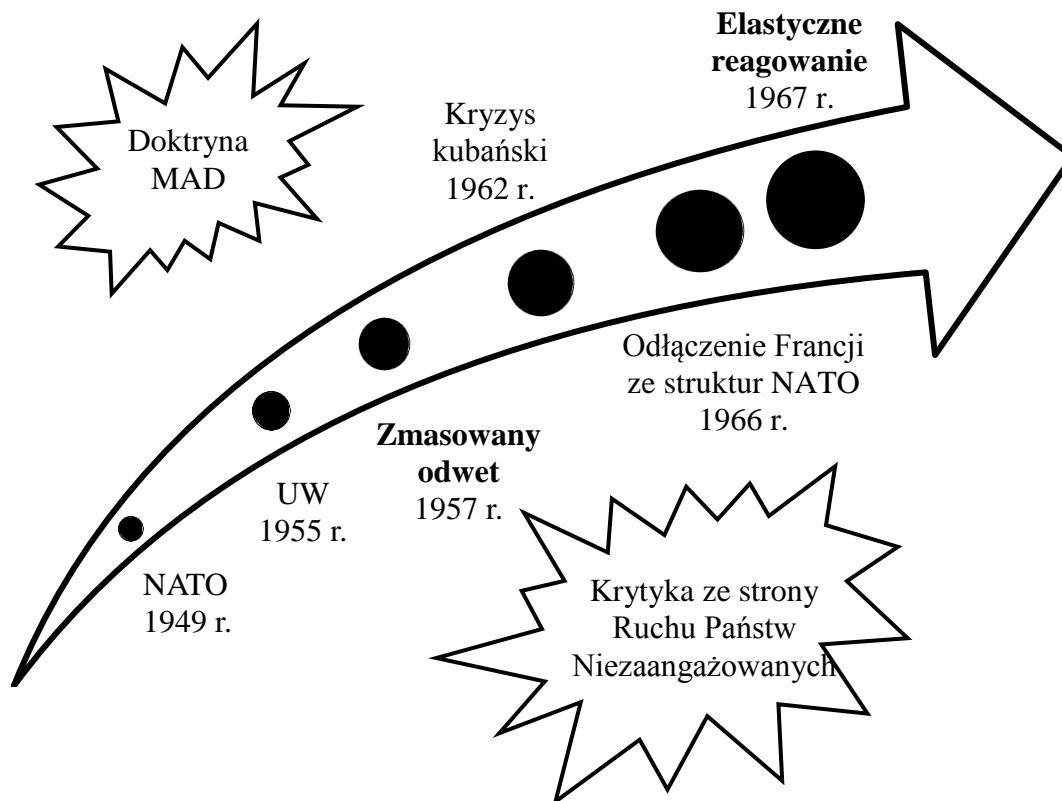 Elastyczne
reagowanie
1967 r.
Doktryna
MAD
Kryzys
kubański
1962 r.
Odłączenie Francji
ze struktur NATO
1966 r.
Zmasowany
odwet
1957 r.
UW
1955 r.
NATO
1949 r.
Krytyka ze strony
Ruchu Państw
Niezaangażowanych